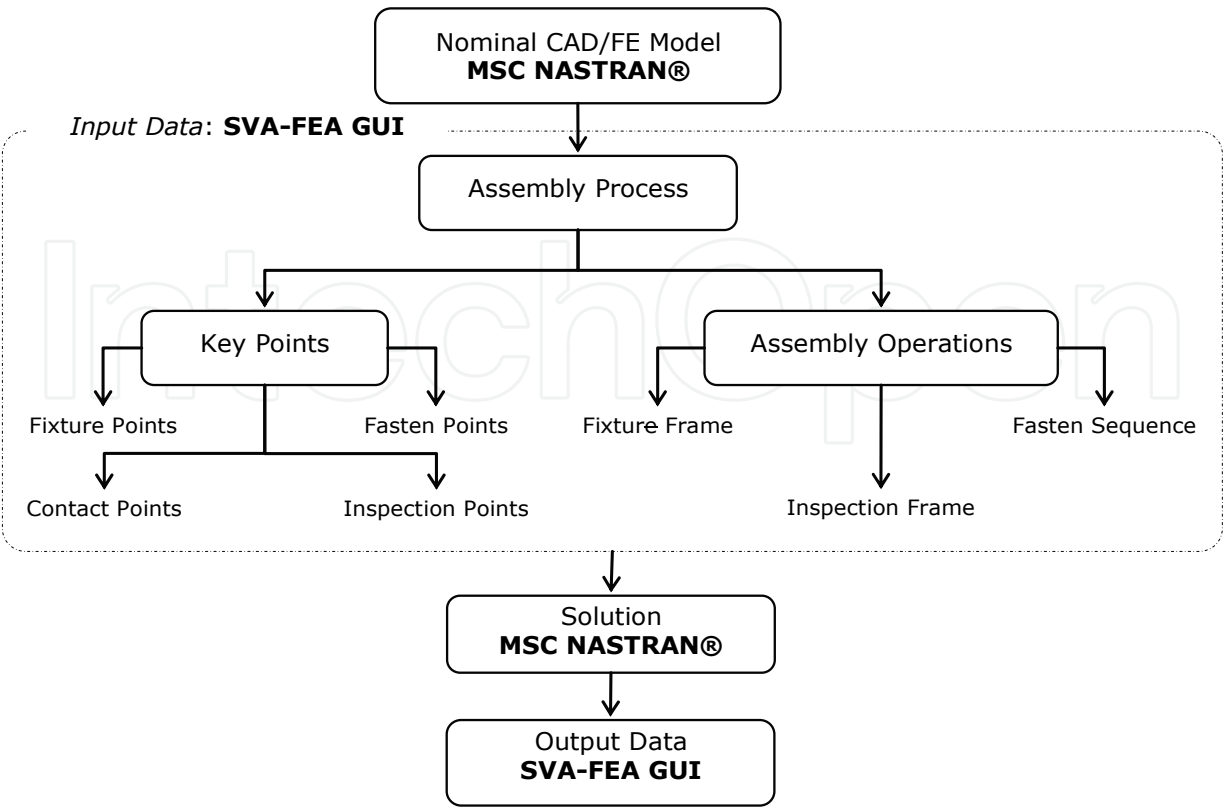 Nominal CAD/FE Model
MSC NASTRAN®
Input Data: SVA-FEA GUI
Assembly Process
IntechOpen
Key Points
Assembly Operations
Fixture Points
Fasten Points
Fixture Frame
Fasten Sequence
Contact Points
Inspection Points
Inspection Frame
Solution
MSC NASTRAN®
Output Data
SVA-FEA GUI